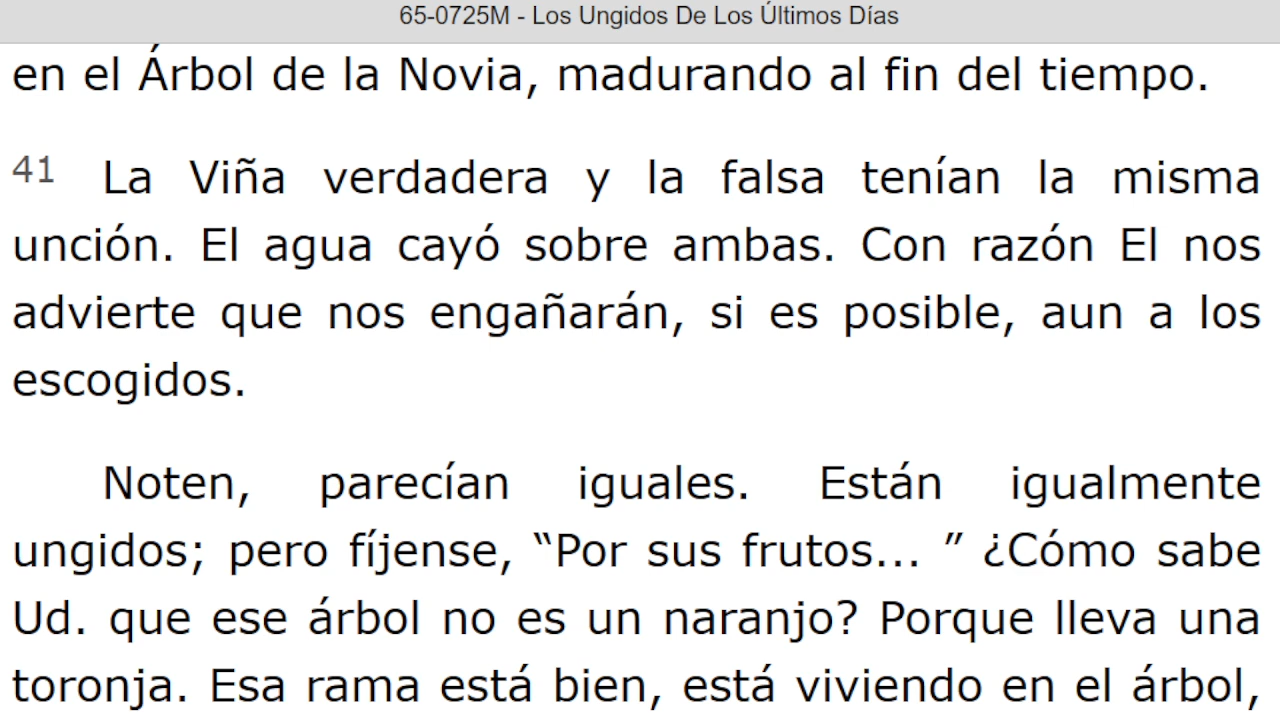 65-0725M - Los Ungidos De Los Últimos Días
en el Árbol de la Novia, madurando al fin del tiempo.
41 La Viña verdadera y la falsa tenían la misma
unción. El agua cayó sobre ambas. Con razón El nos
advierte que nos engañarán, si es posible, aun a los
escogidos.
Noten, parecían iguales. Están igualmente
ungidos; pero fíjense, “Por sus frutos... ” ¿Cómo sabe
Ud. que ese árbol no es un naranjo? Porque lleva una
toronja. Esa rama está bien, está viviendo en el árbol,